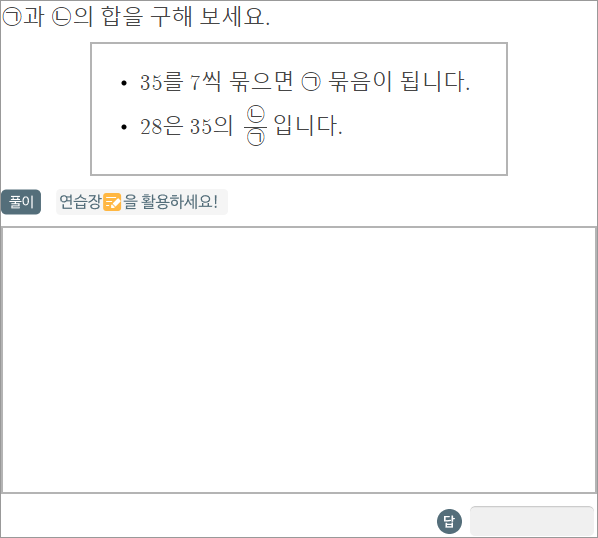 ㉠과 ㉡의 합을 구해 보세요.
• 35를 7씩 묶으면 ㉠ 묶음이 됩니다.
• 28은 35의 ㉡/㉠ 입니다.
풀이 연습장📝을 활용하세요!
답